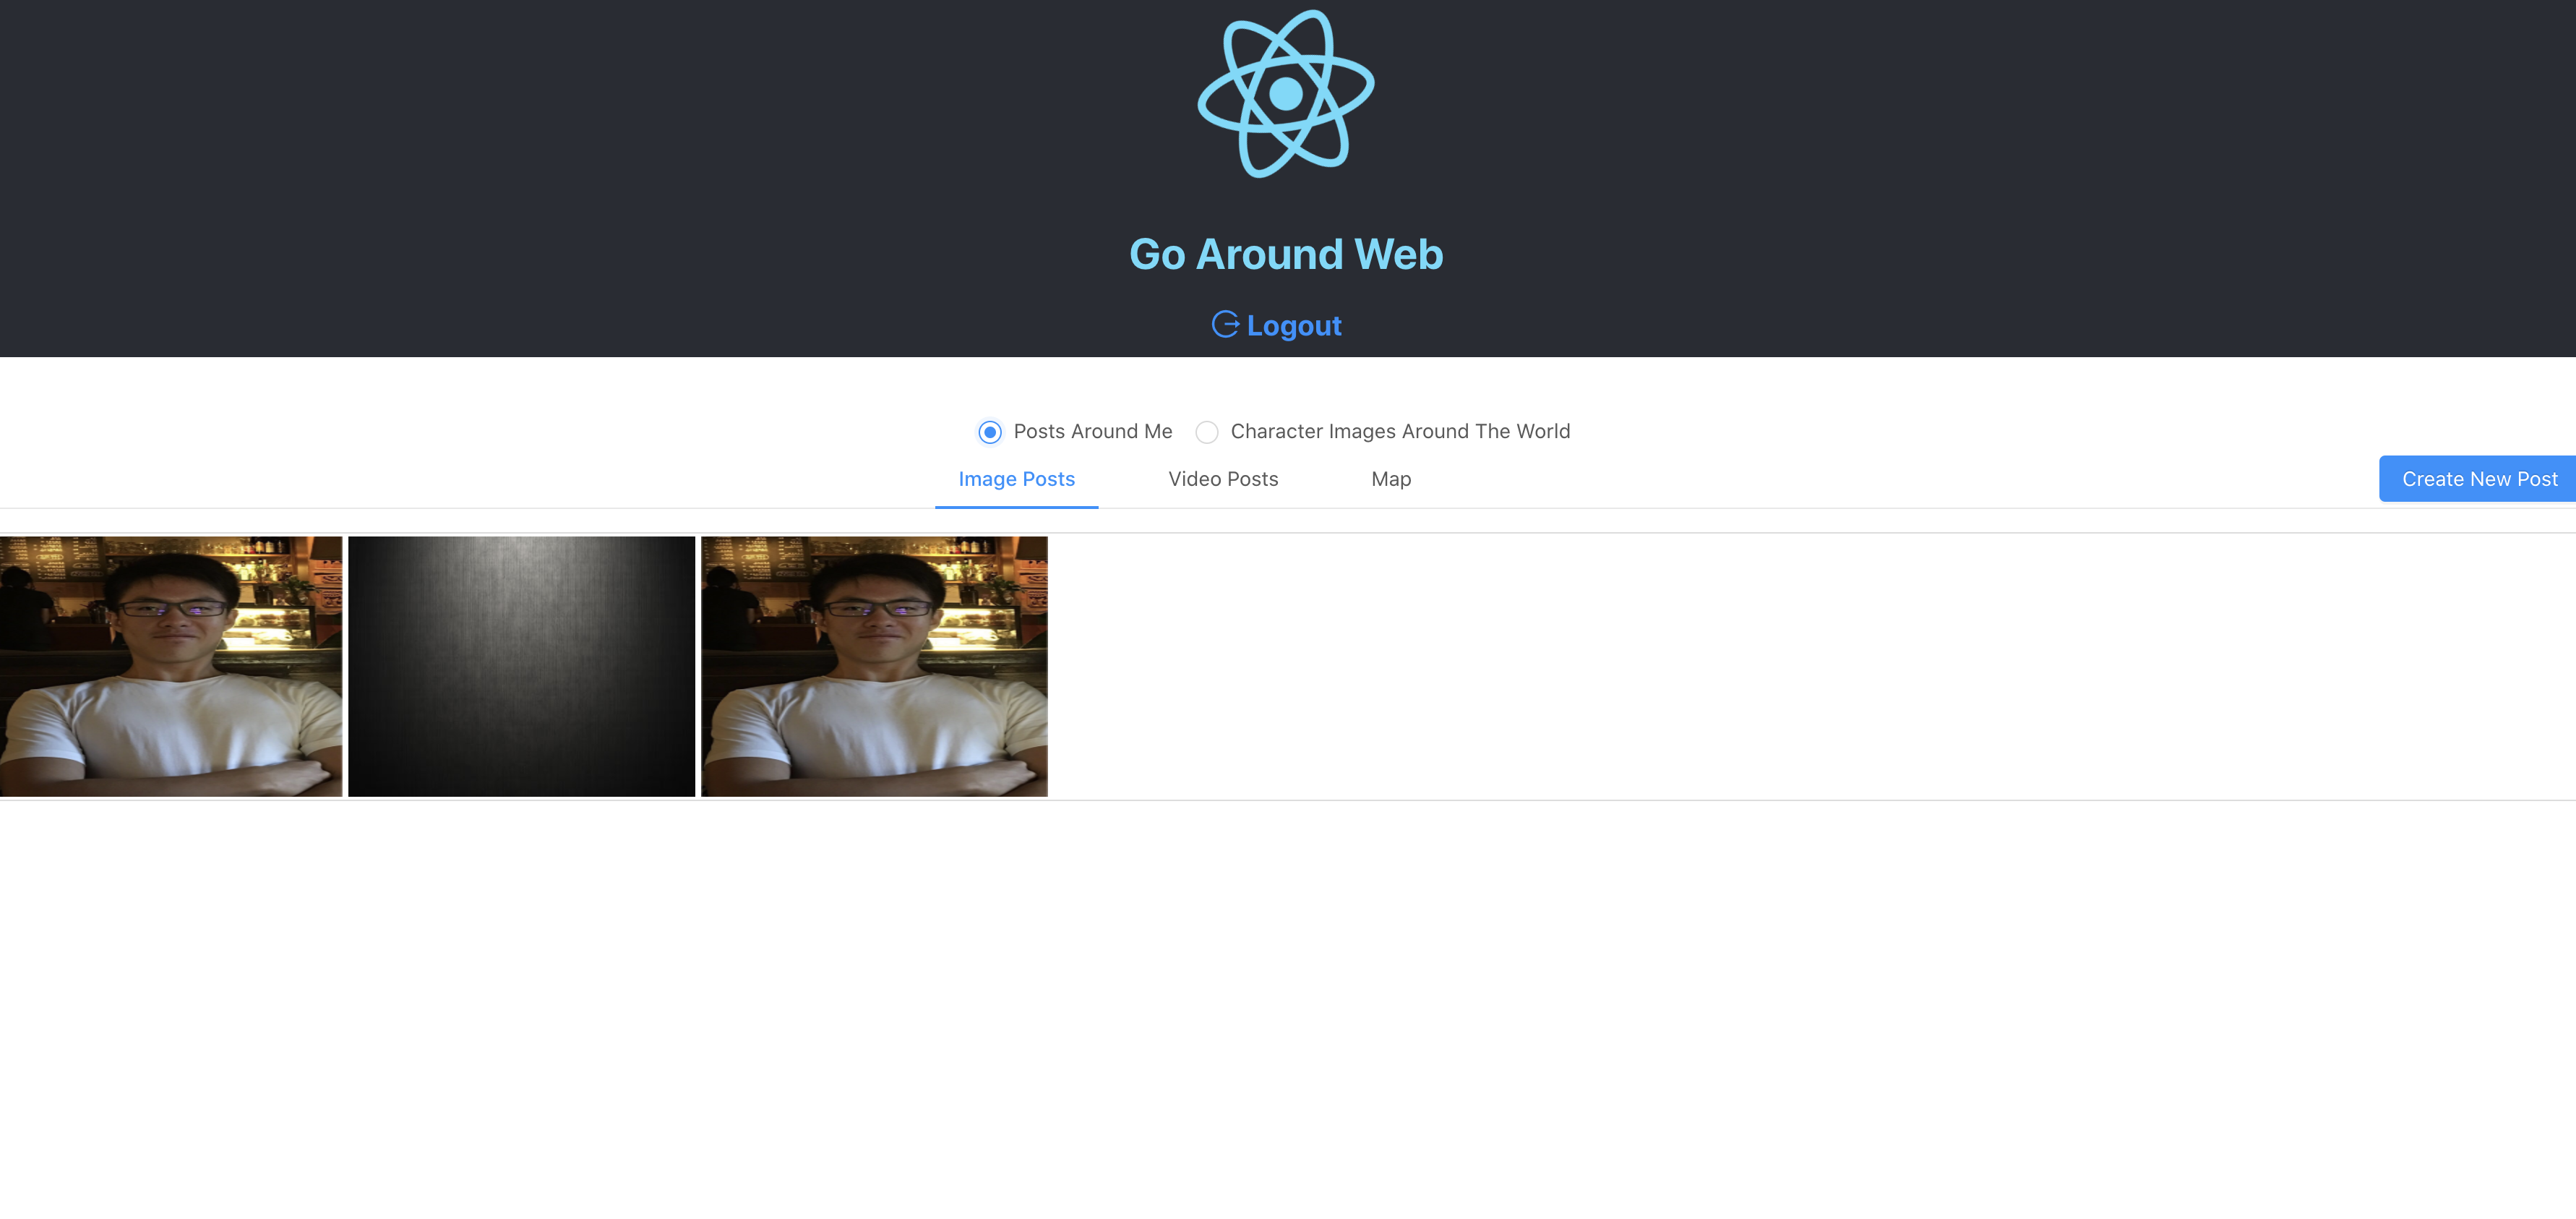 Go Around Web
Logout
Posts Around Me Character Images Around The World
Image Posts Video Posts Map Create New Post